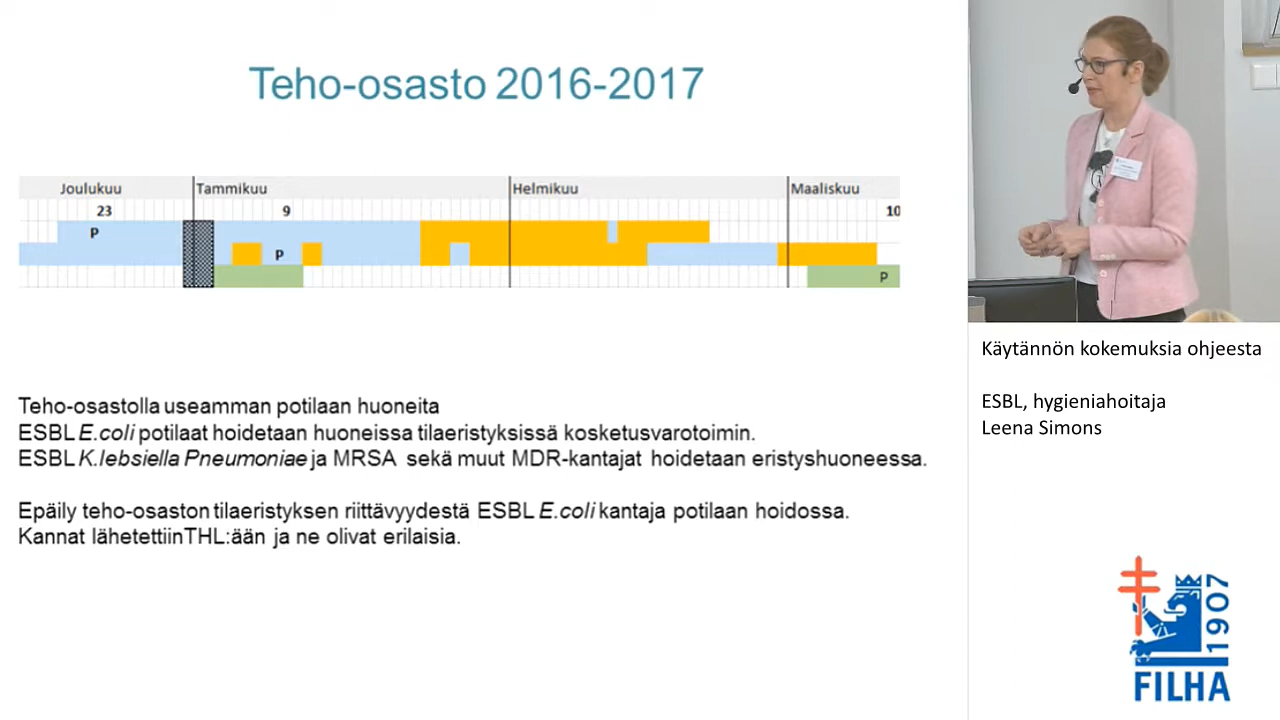 Teho-osasto 2016-2017
Joulukuu Tammikuu Helmikuu Maaliskuu
23 9 10
P
P
P
Teho-osastolla useamman potilaan huoneita
ESBL E.coli potilaat hoidetaan huoneissa tilaeristyksissä kosketusvarotoimin.
ESBL K.lebsiella Pneumoniae ja MRSA sekä muut MDR-kantajat hoidetaan eristyshuoneessa.
Epäily teho-osaston tilaeristyksen riittävyydestä ESBL E.coli kantaja potilaan hoidossa.
Kannat lähetettiin THL:ään ja ne olivat erilaisia.
Käytännön kokemuksia ohjeesta
ESBL, hygieniahoitaja
Leena Simons
1907
FILHA